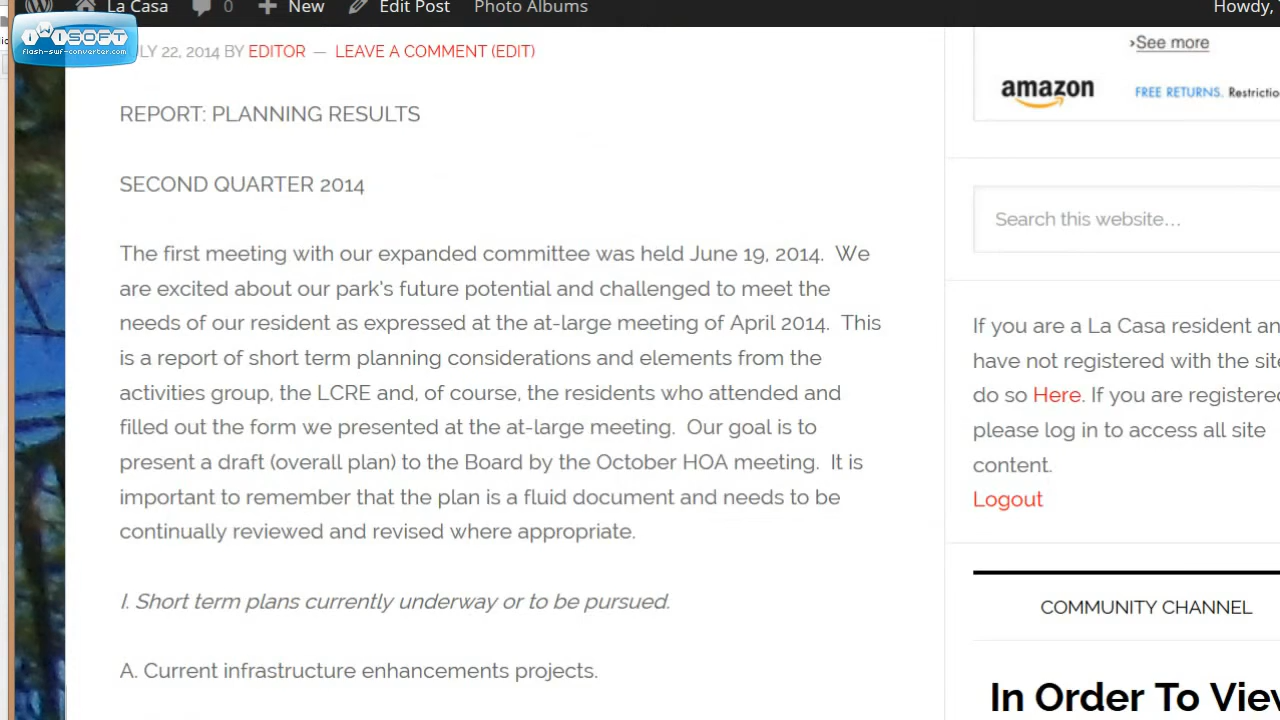 La Casa 0 New Edit Post Photo Albums Howdy,
iWiSOFT
flash-swf-converter.com
LY 22, 2014 BY EDITOR — LEAVE A COMMENT (EDIT)
›See more
amazon FREE RETURNS. Restrictio
REPORT: PLANNING RESULTS
SECOND QUARTER 2014
The first meeting with our expanded committee was held June 19, 2014. We
are excited about our park's future potential and challenged to meet the
needs of our resident as expressed at the at-large meeting of April 2014. This
is a report of short term planning considerations and elements from the
activities group, the LCRE and, of course, the residents who attended and
filled out the form we presented at the at-large meeting. Our goal is to
present a draft (overall plan) to the Board by the October HOA meeting. It is
important to remember that the plan is a fluid document and needs to be
continually reviewed and revised where appropriate.
I. Short term plans currently underway or to be pursued.
A. Current infrastructure enhancements projects.
Search this website...
If you are a La Casa resident an
have not registered with the site
do so Here. If you are registered
please log in to access all site
content.
Logout
COMMUNITY CHANNEL
In Order To View